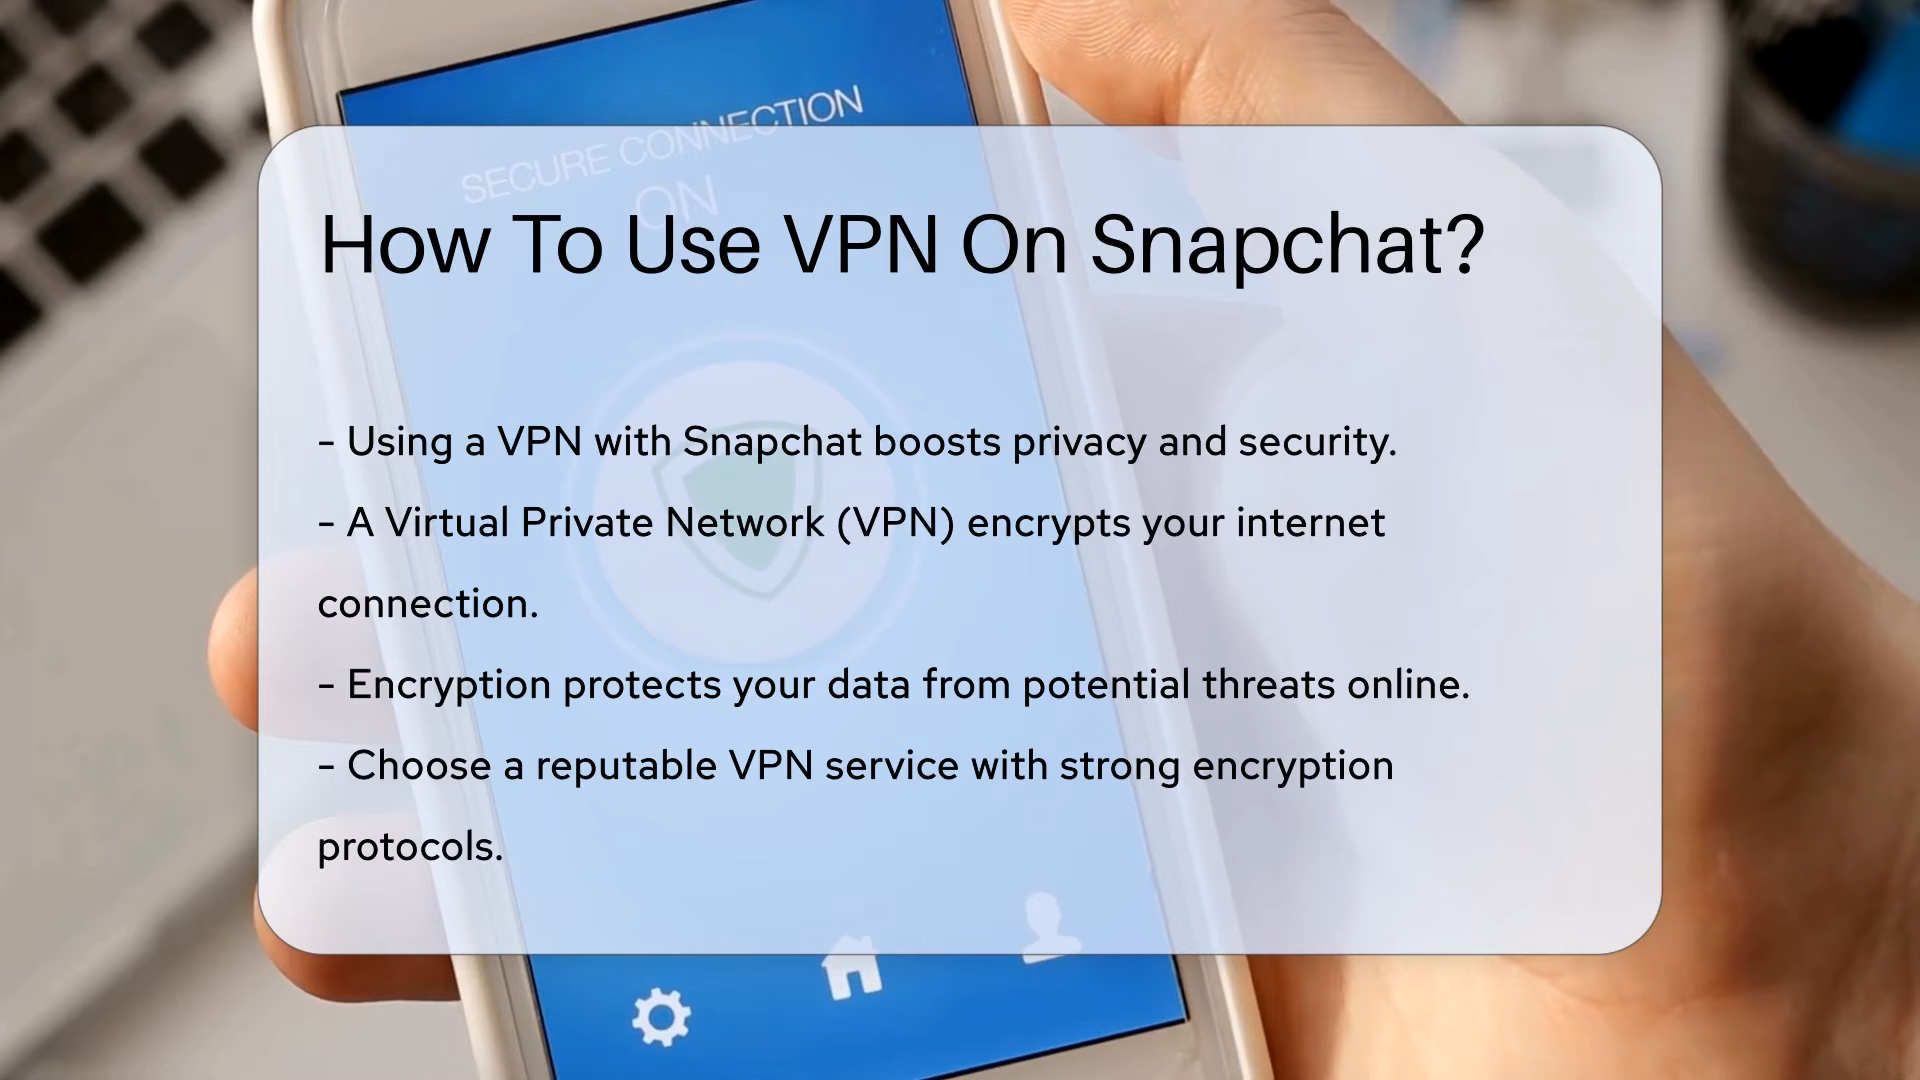 SECURE CONNECTION
ON
How To Use VPN On Snapchat?
- Using a VPN with Snapchat boosts privacy and security.
- A Virtual Private Network (VPN) encrypts your internet
connection.
- Encryption protects your data from potential threats online.
- Choose a reputable VPN service with strong encryption
protocols.